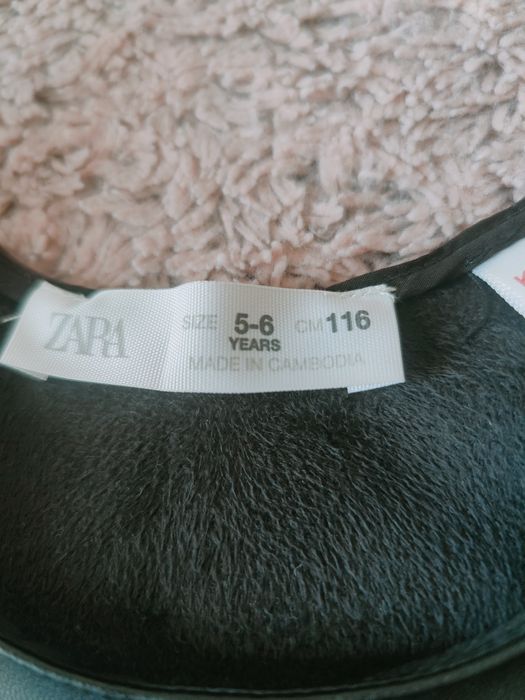 ZARA
SIZE 5-6 YEARS CM 116
MADE IN CAMBODIA